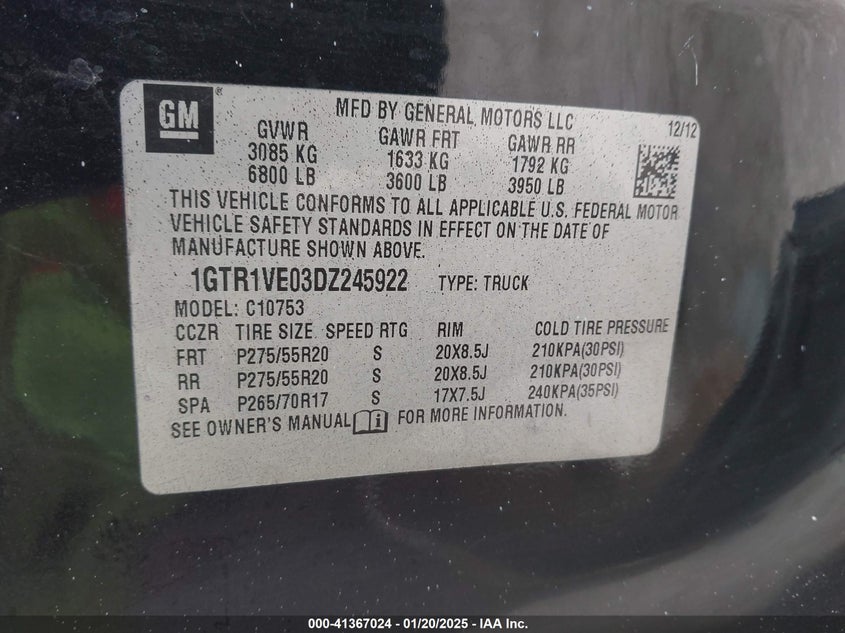 GM
MFD BY GENERAL MOTORS LLC
12/12
GVWR GAWR FRT GAWR RR
3085 KG 1633 KG 1792 KG
6800 LB 3600 LB 3950 LB
THIS VEHICLE CONFORMS TO ALL APPLICABLE U.S. FEDERAL MOTOR
VEHICLE SAFETY STANDARDS IN EFFECT ON THE DATE OF
MANUFACTURE SHOWN ABOVE.
1GTR1VE03DZ245922 TYPE: TRUCK
MODEL: C10753
CCZR TIRE SIZE SPEED RTG RIM COLD TIRE PRESSURE
FRT P275/55R20 S 20X8.5J 210KPA(30PSI)
RR P275/55R20 S 20X8.5J 210KPA(30PSI)
SPA P265/70R17 S 17X7.5J 240KPA(35PSI)
SEE OWNER'S MANUAL i FOR MORE INFORMATION.
000-41367024 — 01/20/2025 — IAA Inc.